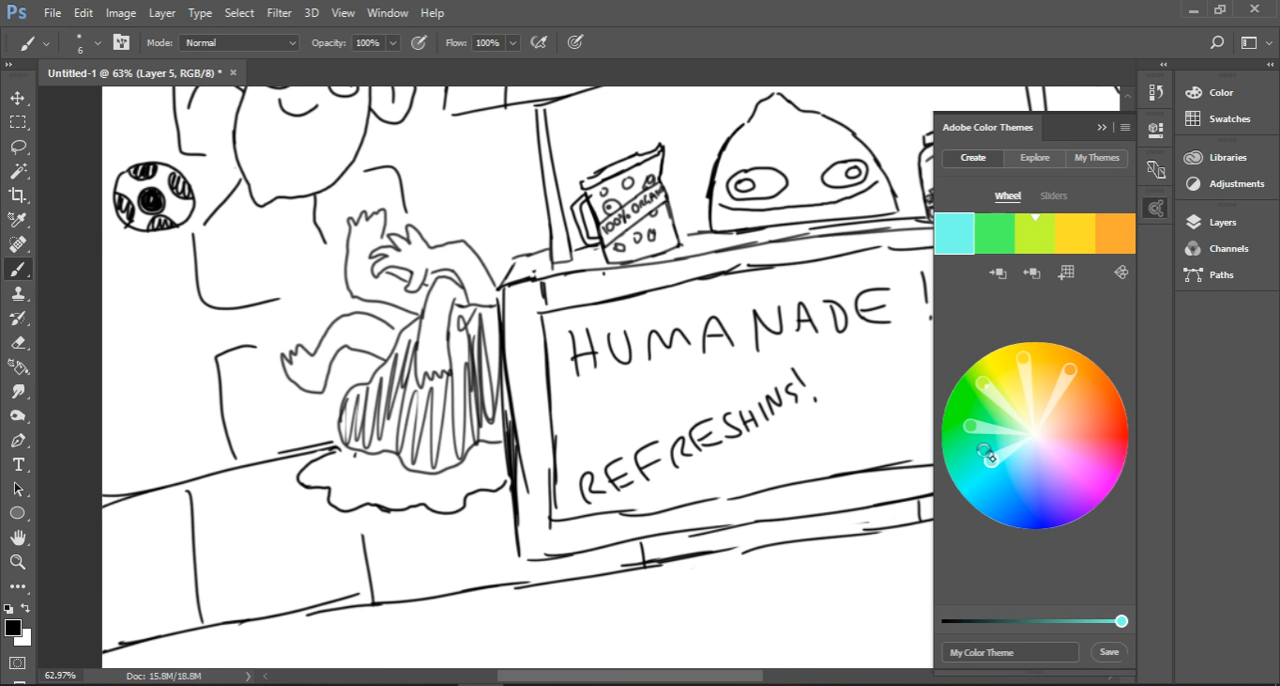 Ps File Edit Image Layer Type Select Filter 3D View Window Help
6 Mode: Normal Opacity: 100% Flow: 100%
Untitled-1 @ 63% (Layer 5, RGB/8) * ×
100% ORGAN
HUMANADE!
REFRESHINS!
Adobe Color Themes
Create Explore My Themes
Wheel Sliders
My Color Theme Save
Color
Swatches
Libraries
Adjustments
Layers
Channels
Paths
62.97% Doc: 15.8M/18.8M